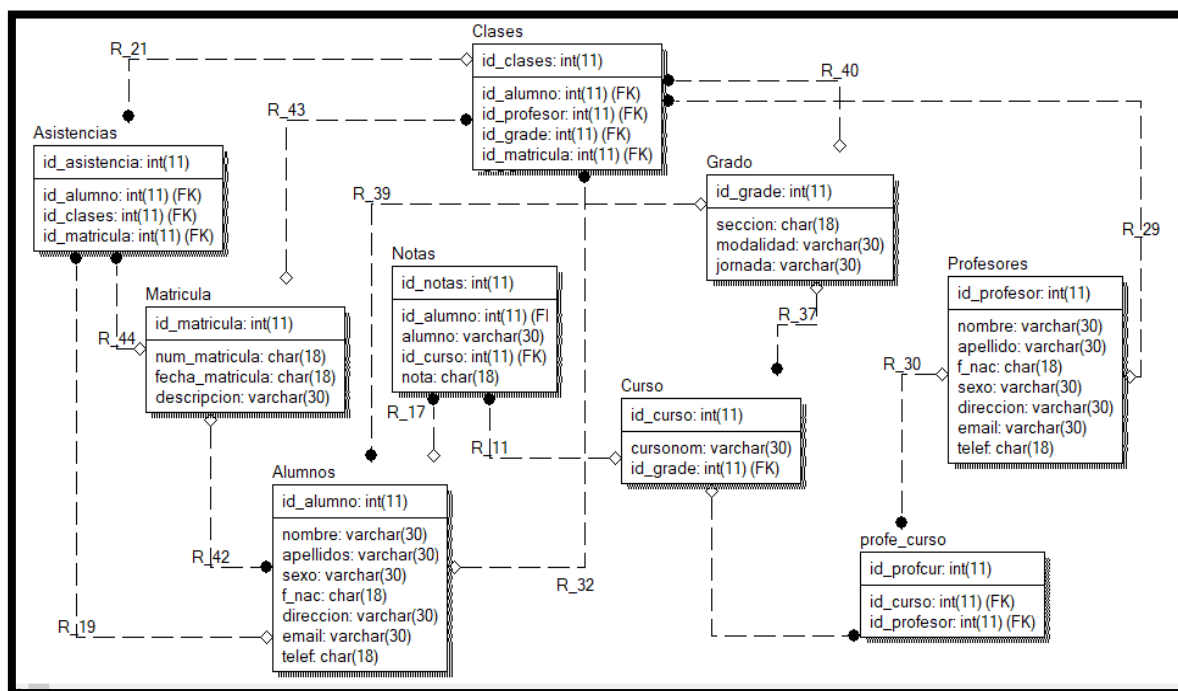 Clases
id_clases: int(11)
id_alumno: int(11) (FK)
id_profesor: int(11) (FK)
id_grade: int(11) (FK)
id_matricula: int(11) (FK)
R_21
R_40
R_43
Asistencias
id_asistencia: int(11)
id_alumno: int(11) (FK)
id_clases: int(11) (FK)
id_matricula: int(11) (FK)
R_39
Grado
id_grade: int(11)
seccion: char(18)
modalidad: varchar(30)
jornada: varchar(30)
R_29
Notas
id_notas: int(11)
id_alumno: int(11) (FI
alumno: varchar(30)
id_curso: int(11) (FK)
nota: char(18)
Profesores
id_profesor: int(11)
nombre: varchar(30)
apellido: varchar(30)
f_nac: char(18)
sexo: varchar(30)
direccion: varchar(30)
email: varchar(30)
telef: char(18)
Matricula
id_matricula: int(11)
num_matricula: char(18)
fecha_matricula: char(18)
descripcion: varchar(30)
R_44
R_37
R_30
R_17
R_11
Curso
id_curso: int(11)
cursonom: varchar(30)
id_grade: int(11) (FK)
Alumnos
id_alumno: int(11)
nombre: varchar(30)
apellidos: varchar(30)
sexo: varchar(30)
f_nac: char(18)
direccion: varchar(30)
email: varchar(30)
telef: char(18)
R_42
R_32
R_19
profe_curso
id_profcur: int(11)
id_curso: int(11) (FK)
id_profesor: int(11) (FK)